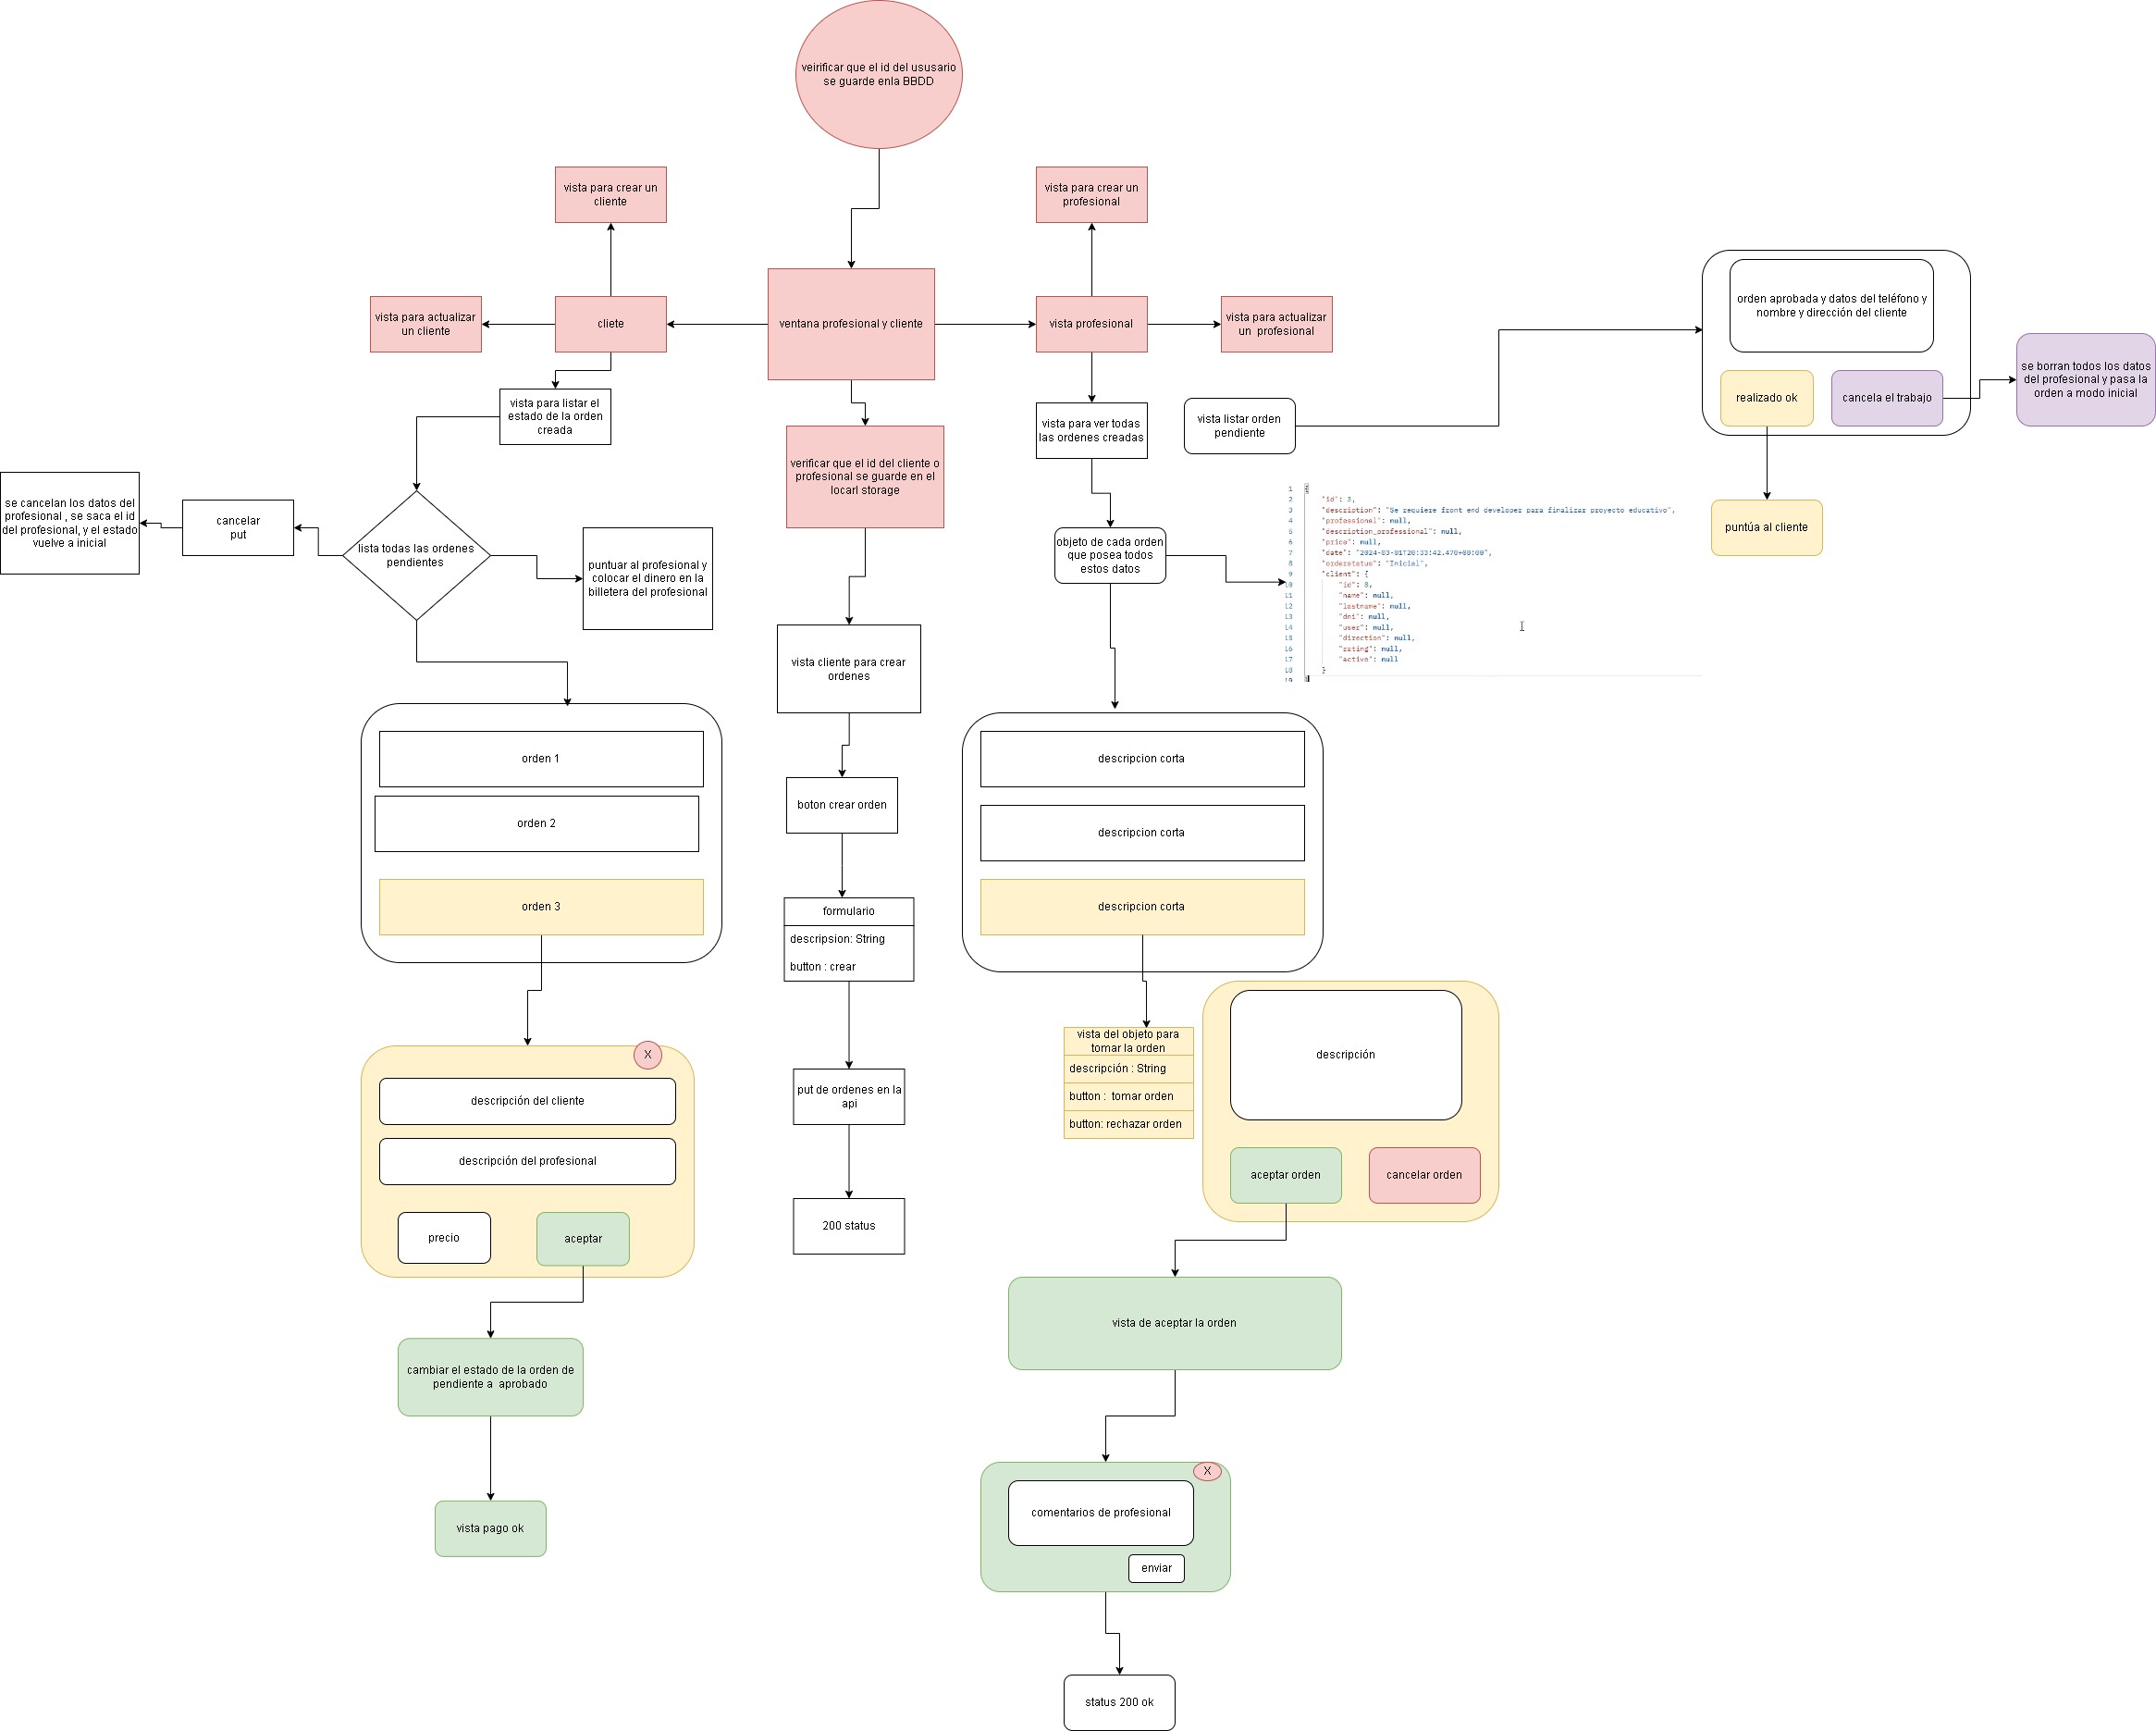 veirificar que el id del ususario
se guarde enla BBDD
vista para crear un
cliente
vista para crear un
profesional
vista para actualizar
un cliente
cliete
ventana profesional y cliente
vista profesional
vista para actualizar
un profesional
orden aprobada y datos del teléfono y
nombre y dirección del cliente
realizado ok
cancela el trabajo
se borran todos los datos
del profesional y pasa la
orden a modo inicial
puntúa al cliente
vista para listar el
estado de la orden
creada
verificar que el id del cliente o
profesional se guarde en el
locarl storage
vista para ver todas
las ordenes creadas
vista listar orden
pendiente
se cancelan los datos del
profesional , se saca el id
del profesional, y el estado
vuelve a inicial
cancelar
put
lista todas las ordenes
pendientes
puntuar al profesional y
colocar el dinero en la
billetera del profesional
objeto de cada orden
que posea todos
estos datos
1
2 "id": 3,
3 "description": "Se requiere front end developer para finalizar proyecto educativo",
4 "professional": null,
5 "description_professional": null,
6 "price": null,
7 "date": "2024-03-01T20:33:42.470+00:00",
8 "orderstatus": "Inicial",
9 "client": {
10 "id": 8,
11 "name": null,
12 "lastname": null,
13 "dni": null,
14 "user": null,
15 "direction": null,
16 "rating": null,
17 "active": null
18 }
19
vista cliente para crear
ordenes
boton crear orden
formulario
descripsion: String
button : crear
put de ordenes en la
api
200 status
orden 1
orden 2
orden 3
X
descripción del cliente
descripción del profesional
precio
aceptar
cambiar el estado de la orden de
pendiente a aprobado
vista pago ok
descripcion corta
descripcion corta
descripcion corta
vista del objeto para
tomar la orden
descripción : String
button : tomar orden
button: rechazar orden
descripción
aceptar orden
cancelar orden
vista de aceptar la orden
X
comentarios de profesional
enviar
status 200 ok